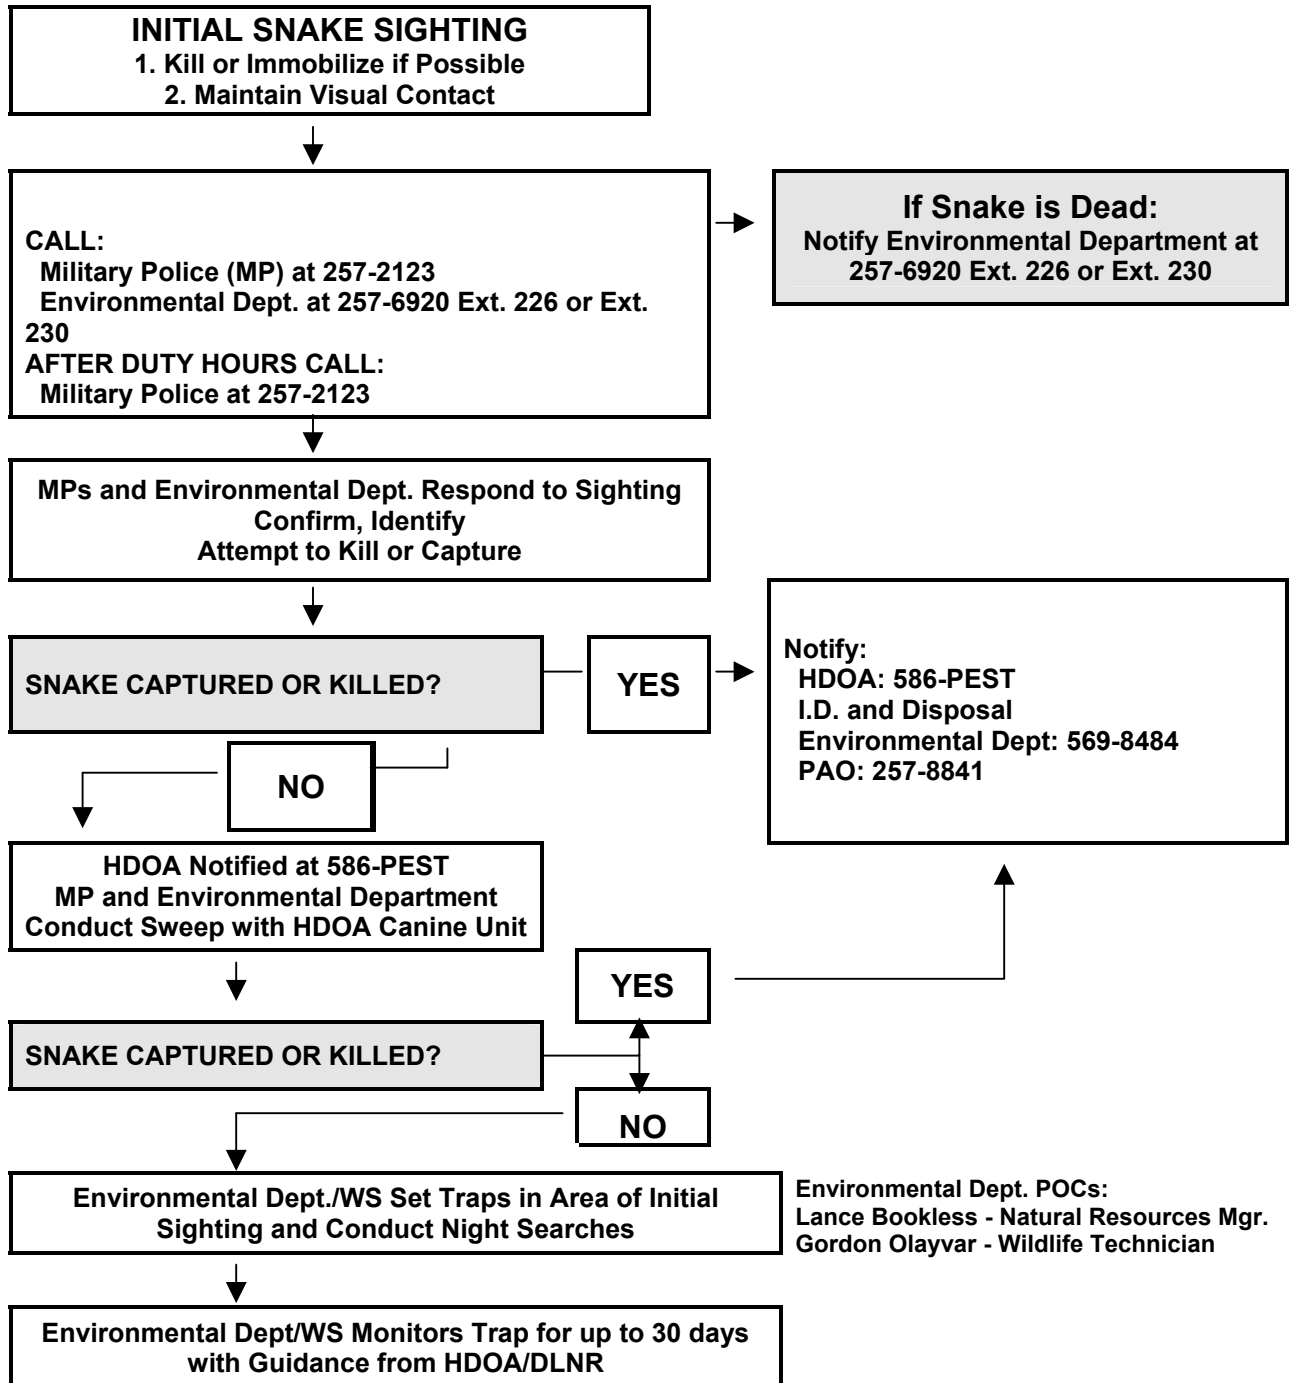 INITIAL SNAKE SIGHTING
1. Kill or Immobilize if Possible
2. Maintain Visual Contact
CALL:
Military Police (MP) at 257-2123
Environmental Dept. at 257-6920 Ext. 226 or Ext.
230
AFTER DUTY HOURS CALL:
Military Police at 257-2123
If Snake is Dead:
Notify Environmental Department at
257-6920 Ext. 226 or Ext. 230
MPs and Environmental Dept. Respond to Sighting
Confirm, Identify
Attempt to Kill or Capture
SNAKE CAPTURED OR KILLED?
YES
Notify:
HDOA: 586-PEST
I.D. and Disposal
Environmental Dept: 569-8484
PAO: 257-8841
NO
HDOA Notified at 586-PEST
MP and Environmental Department
Conduct Sweep with HDOA Canine Unit
YES
SNAKE CAPTURED OR KILLED?
NO
Environmental Dept./WS Set Traps in Area of Initial
Sighting and Conduct Night Searches
Environmental Dept. POCs:
Lance Bookless - Natural Resources Mgr.
Gordon Olayvar - Wildlife Technician
Environmental Dept/WS Monitors Trap for up to 30 days
with Guidance from HDOA/DLNR